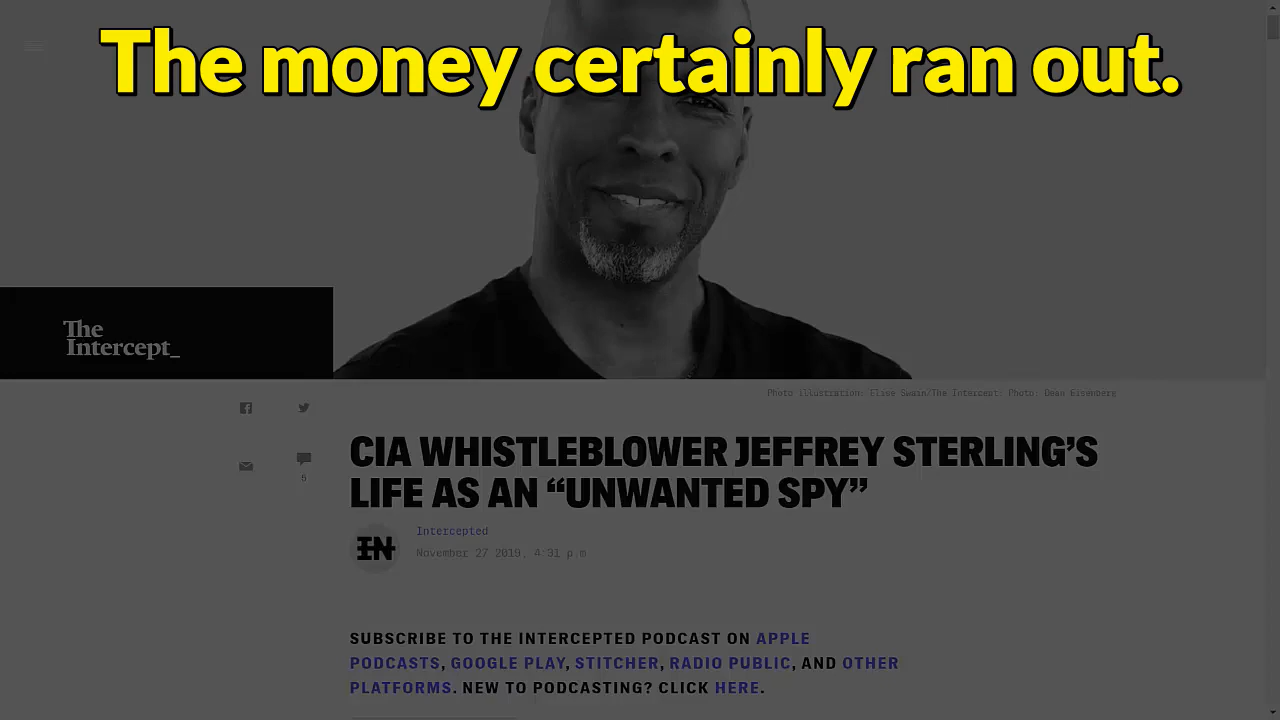 The money certainly ran out.
The
Intercept_
Photo illustration: Elise Swain/The Intercept: Photo: Dean Eisenberg
6
CIA WHISTLEBLOWER JEFFREY STERLING’S
LIFE AS AN “UNWANTED SPY”
IN
Intercepted
November 27 2019, 4:31 p.m
SUBSCRIBE TO THE INTERCEPTED PODCAST ON APPLE
PODCASTS, GOOGLE PLAY, STITCHER, RADIO PUBLIC, AND OTHER
PLATFORMS. NEW TO PODCASTING? CLICK HERE.